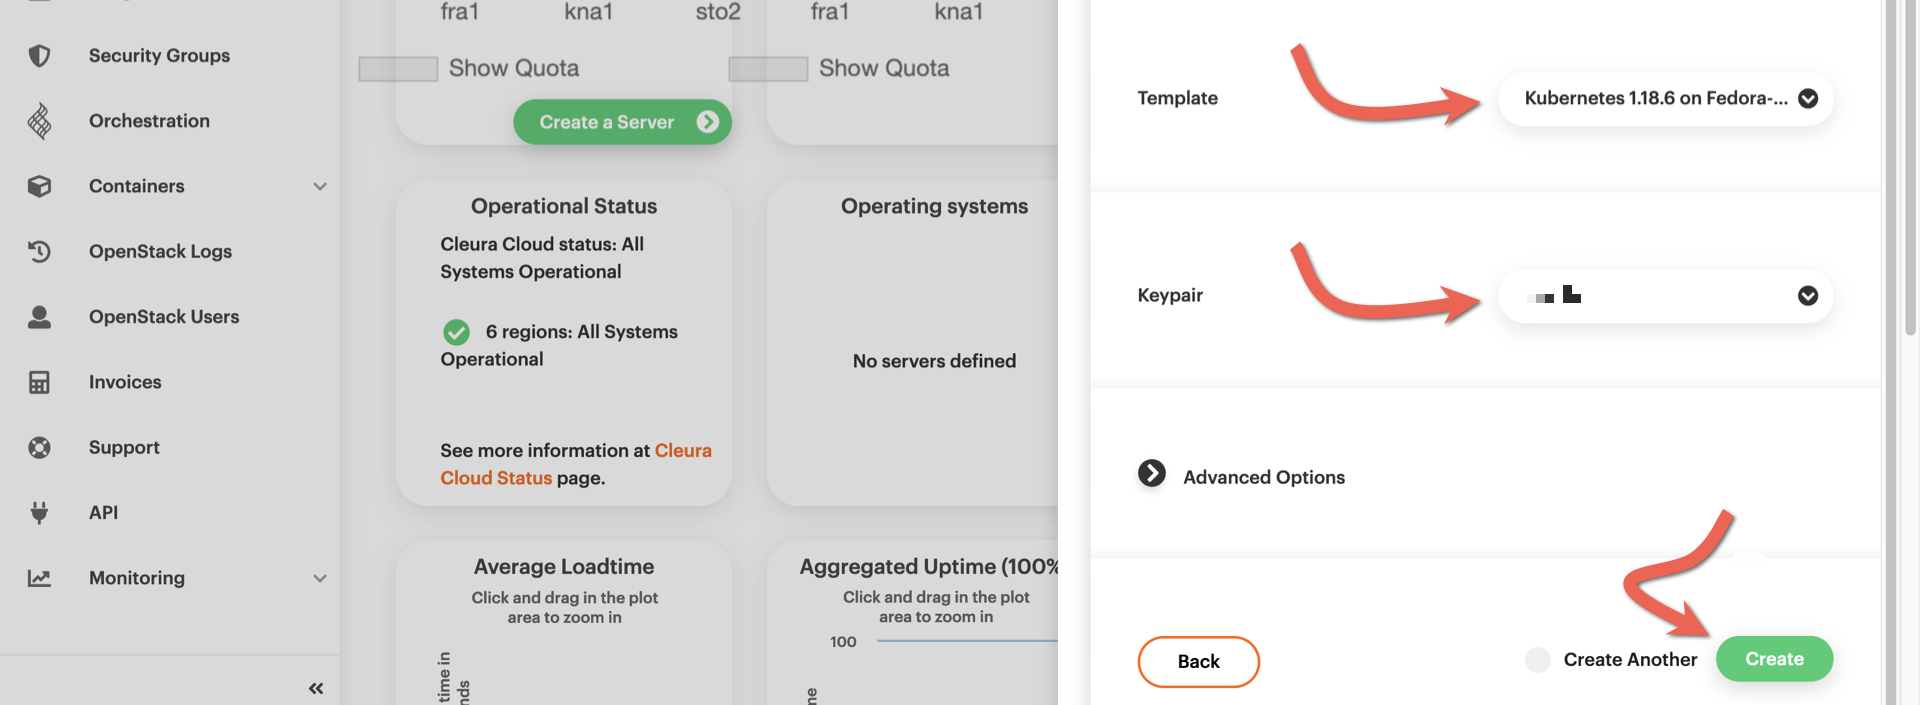 Security Groups
Orchestration
Containers
OpenStack Logs
OpenStack Users
Invoices
Support
API
Monitoring
fra1 kna1 sto2
Show Quota
Create a Server
fra1 kna1
Show Quota
Operational Status
Cleura Cloud status: All
Systems Operational
6 regions: All Systems
Operational
See more information at Cleura
Cloud Status page.
Operating systems
No servers defined
Average Loadtime
Click and drag in the plot
area to zoom in
time in
Aggregated Uptime (100%
Click and drag in the plot
area to zoom in
100
Template
Kubernetes 1.18.6 on Fedora-...
Keypair
Advanced Options
Back
Create Another
Create